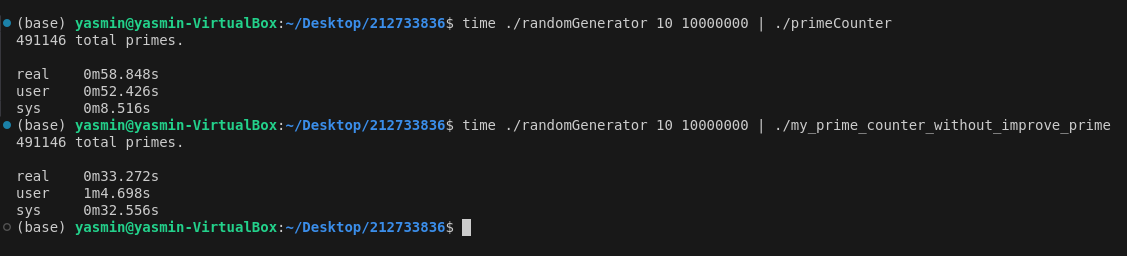 (base) yasmin@yasmin-VirtualBox:~/Desktop/212733836$ time ./randomGenerator 10 10000000 | ./primeCounter
491146 total primes.

real    0m58.848s
user    0m52.426s
sys     0m8.516s
(base) yasmin@yasmin-VirtualBox:~/Desktop/212733836$ time ./randomGenerator 10 10000000 | ./my_prime_counter_without_improve_prime
491146 total primes.

real    0m33.272s
user    1m4.698s
sys     0m32.556s
(base) yasmin@yasmin-VirtualBox:~/Desktop/212733836$